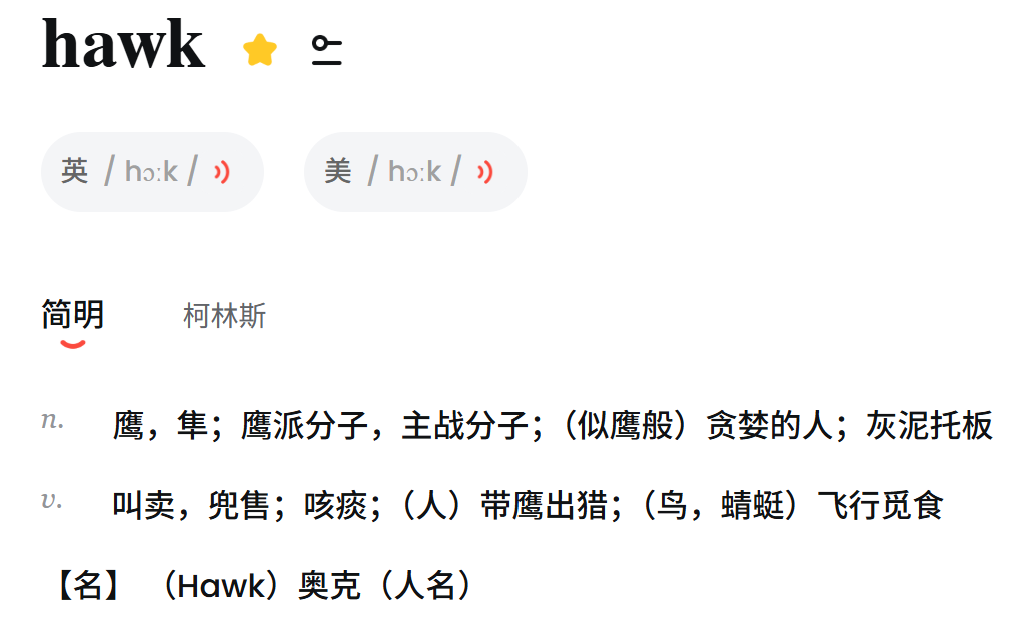 hawk
英 / hɔːk /
美 / hɔːk /
简明 柯林斯
n. 鹰，隼；鹰派分子，主战分子；（似鹰般）贪婪的人；灰泥托板
v. 叫卖，兜售；咳痰；（人）带鹰出猎；（鸟，蜻蜓）飞行觅食
【名】 （Hawk）奥克（人名）